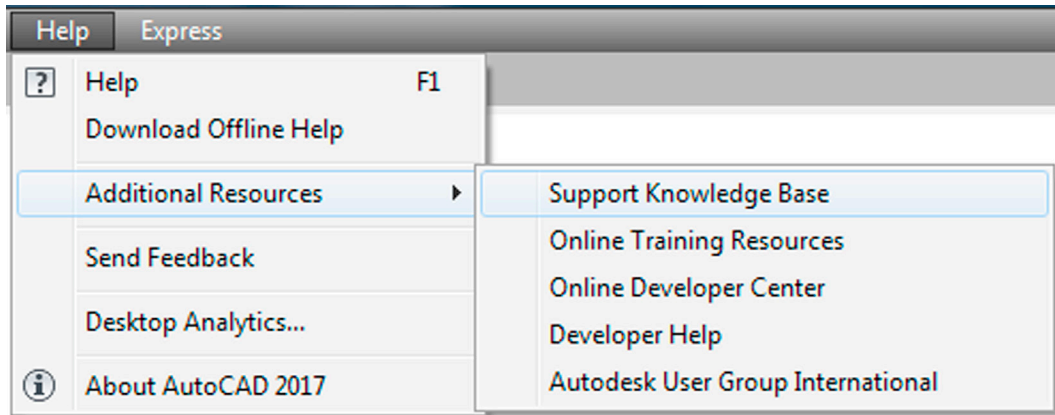 Help Express
Help F1
Download Offline Help
Additional Resources
Send Feedback
Desktop Analytics...
About AutoCAD 2017
Support Knowledge Base
Online Training Resources
Online Developer Center
Developer Help
Autodesk User Group International